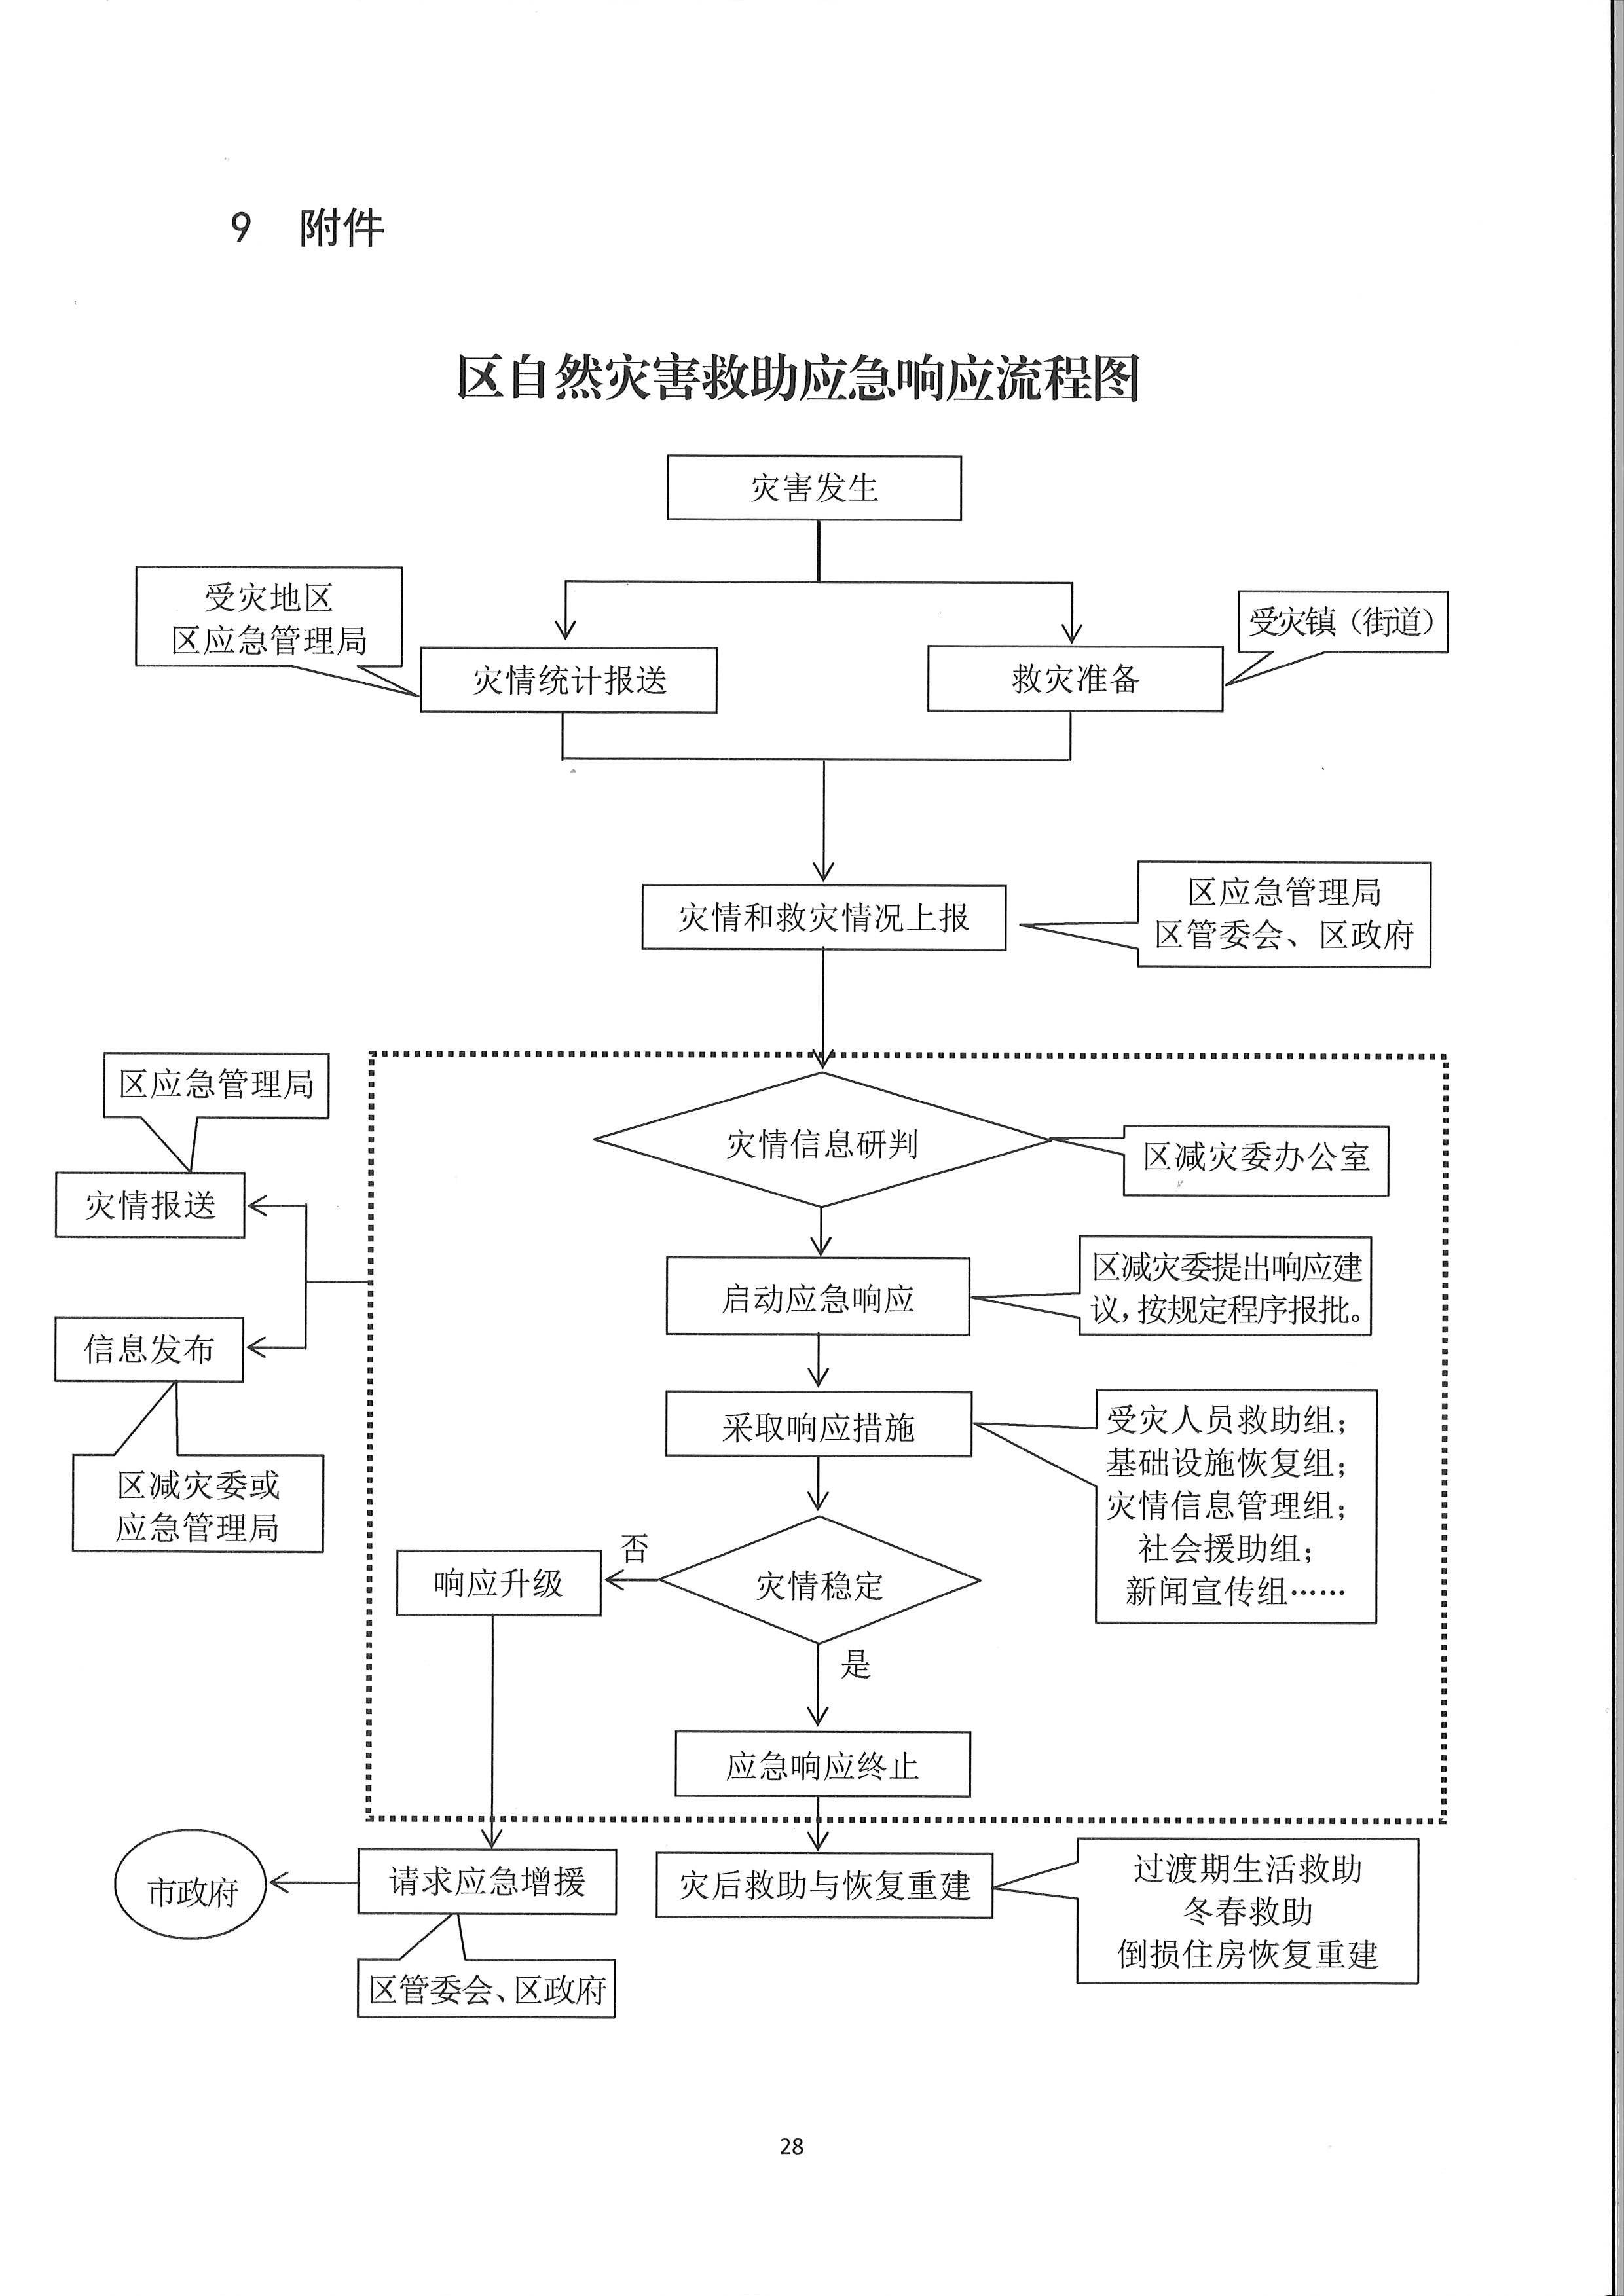 9 附件
区自然灾害救助应急响应流程图
灾害发生
受灾地区
区应急管理局
受灾镇（街道）
灾情统计报送
救灾准备
灾情和救灾情况上报
区应急管理局
区管委会、区政府
区应急管理局
灾情信息研判
区减灾委办公室
灾情报送
启动应急响应
区减灾委提出响应建
议，按规定程序报批。
信息发布
采取响应措施
受灾人员救助组；
基础设施恢复组；
灾情信息管理组；
社会援助组；
新闻宣传组……
区减灾委或
应急管理局
响应升级
否
灾情稳定
是
应急响应终止
市政府
请求应急增援
灾后救助与恢复重建
过渡期生活救助
冬春救助
倒损住房恢复重建
区管委会、区政府
28